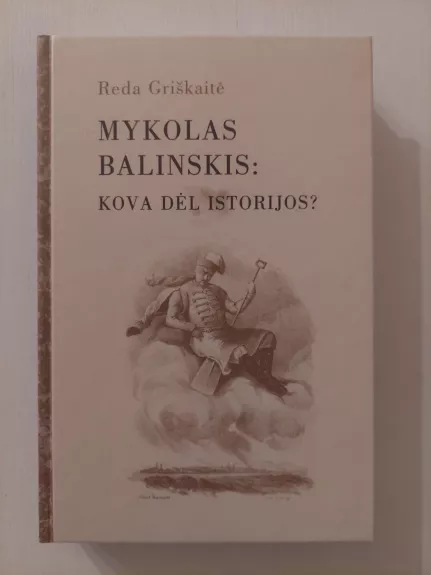 Reda Griškaitė
MYKOLAS
BALINSKIS:
KOVA DĖL ISTORIJOS?